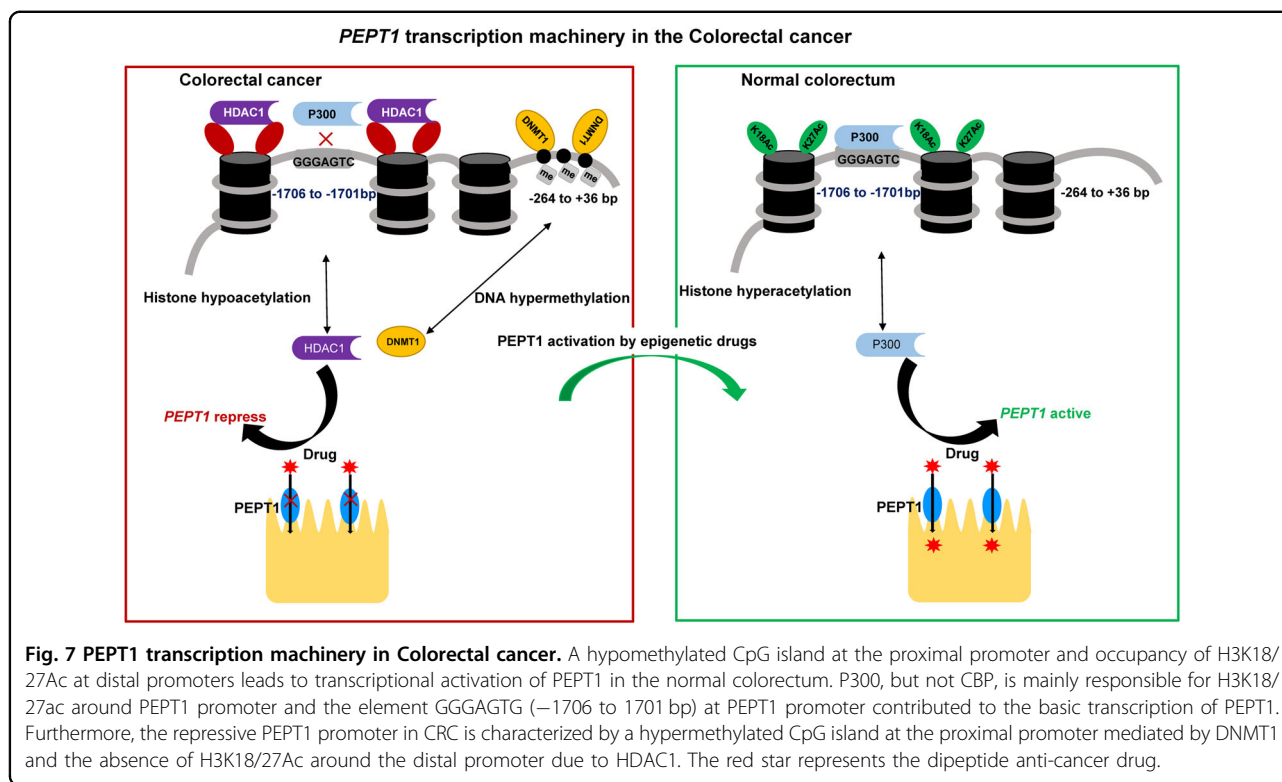 PEPT1 transcription machinery in the Colorectal cancer
Colorectal cancer
HDAC1
P300
HDAC1
DNMT1
DNMT1
GGGAGTC
me
me
me
-1706 to -1701bp
-264 to +36 bp
Histone hypoacetylation
DNA hypermethylation
HDAC1
DNMT1
PEPT1 repress
Drug
PEPT1
PEPT1 activation by epigenetic drugs
Normal colorectum
K18Ac
K27Ac
P300
K18Ac
K27Ac
GGGAGTC
-1706 to -1701bp
-264 to +36 bp
Histone hyperacetylation
P300
PEPT1 active
Drug
PEPT1
Fig. 7 PEPT1 transcription machinery in Colorectal cancer. A hypomethylated CpG island at the proximal promoter and occupancy of H3K18/
27Ac at distal promoters leads to transcriptional activation of PEPT1 in the normal colorectum. P300, but not CBP, is mainly responsible for H3K18/
27ac around PEPT1 promoter and the element GGGAGTG (−1706 to 1701 bp) at PEPT1 promoter contributed to the basic transcription of PEPT1.
Furthermore, the repressive PEPT1 promoter in CRC is characterized by a hypermethylated CpG island at the proximal promoter mediated by DNMT1
and the absence of H3K18/27Ac around the distal promoter due to HDAC1. The red star represents the dipeptide anti-cancer drug.